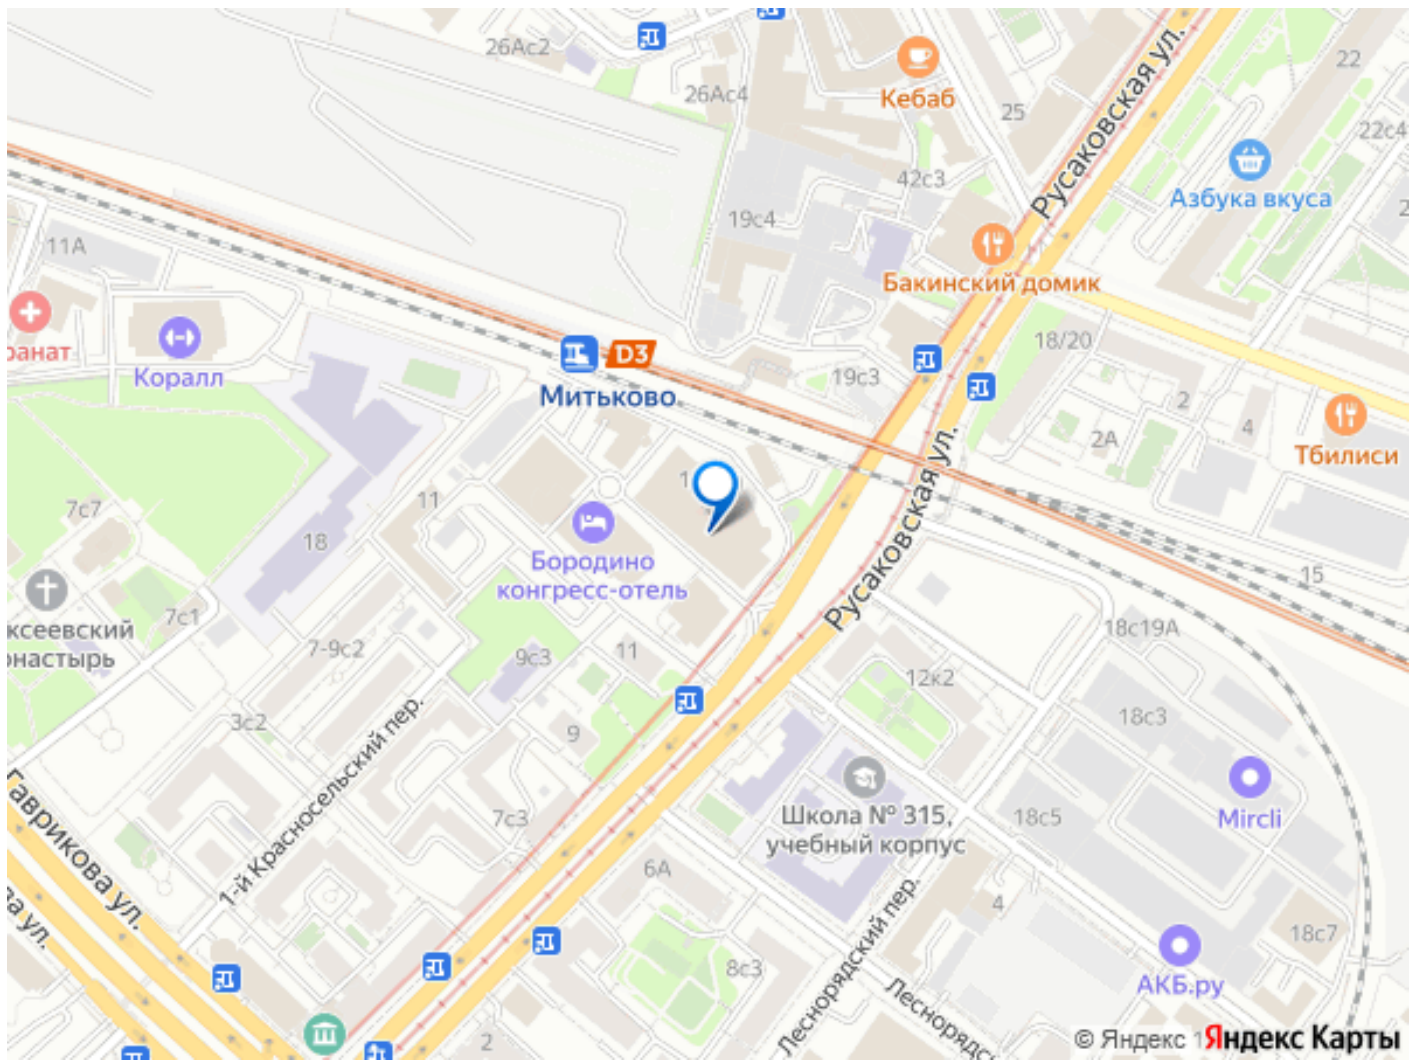 26Ас2
26Ас4
Кебаб
25
Русаковская ул.
22
22с4
Азбука вкуса
42с3
19с4
Бакинский домик
11А
Коралл
D3
Митьково
19с3
18/20
2
2А
4
Тбилиси
7с7
11
18
Бородино
конгресс-отель
Русаковская ул.
15
7с1
7-9с2
9с3
11
12к2
18с19А
18с3
3с2
9
1-й Красносельский пер.
7с3
Гаврикова ул.
Школа № 315,
учебный корпус
18с5
Mircli
6А
4
18с7
8с3
Леснорядский пер.
АКБ.ру
2
© Яндекс
Яндекс Карты